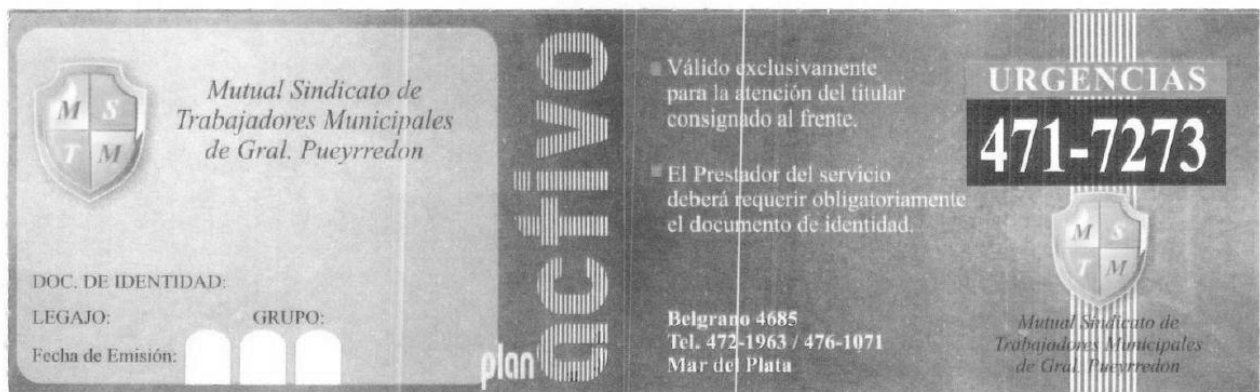 M S
T M
Mutual Sindicato de
Trabajadores Municipales
de Gral. Pueyrredon
DOC. DE IDENTIDAD:
LEGAJO: GRUPO:
Fecha de Emisión:
plan activo
Válido exclusivamente
para la atención del titular
consignado al frente.
El Prestador del servicio
deberá requerir obligatoriamente
el documento de identidad.
Belgrano 4685
Tel. 472-1963 / 476-1071
Mar del Plata
URGENCIAS
471-7273
M S
T M
Mutual Sindicato de
Trabajadores Municipales
de Gral. Pueyrredon